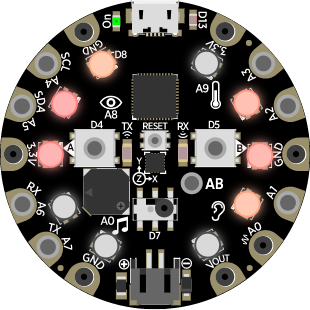 On
D13
GND
D8
3.3V
SCL
A4
A9
A3
SDA
A5
A8
A2
D4
TX
RESET
RX
D5
3.3V
A
B
GND
Y
Z
X
AB
RX
A6
A0
D7
A1
TX
A7
GND
A0
VOUT